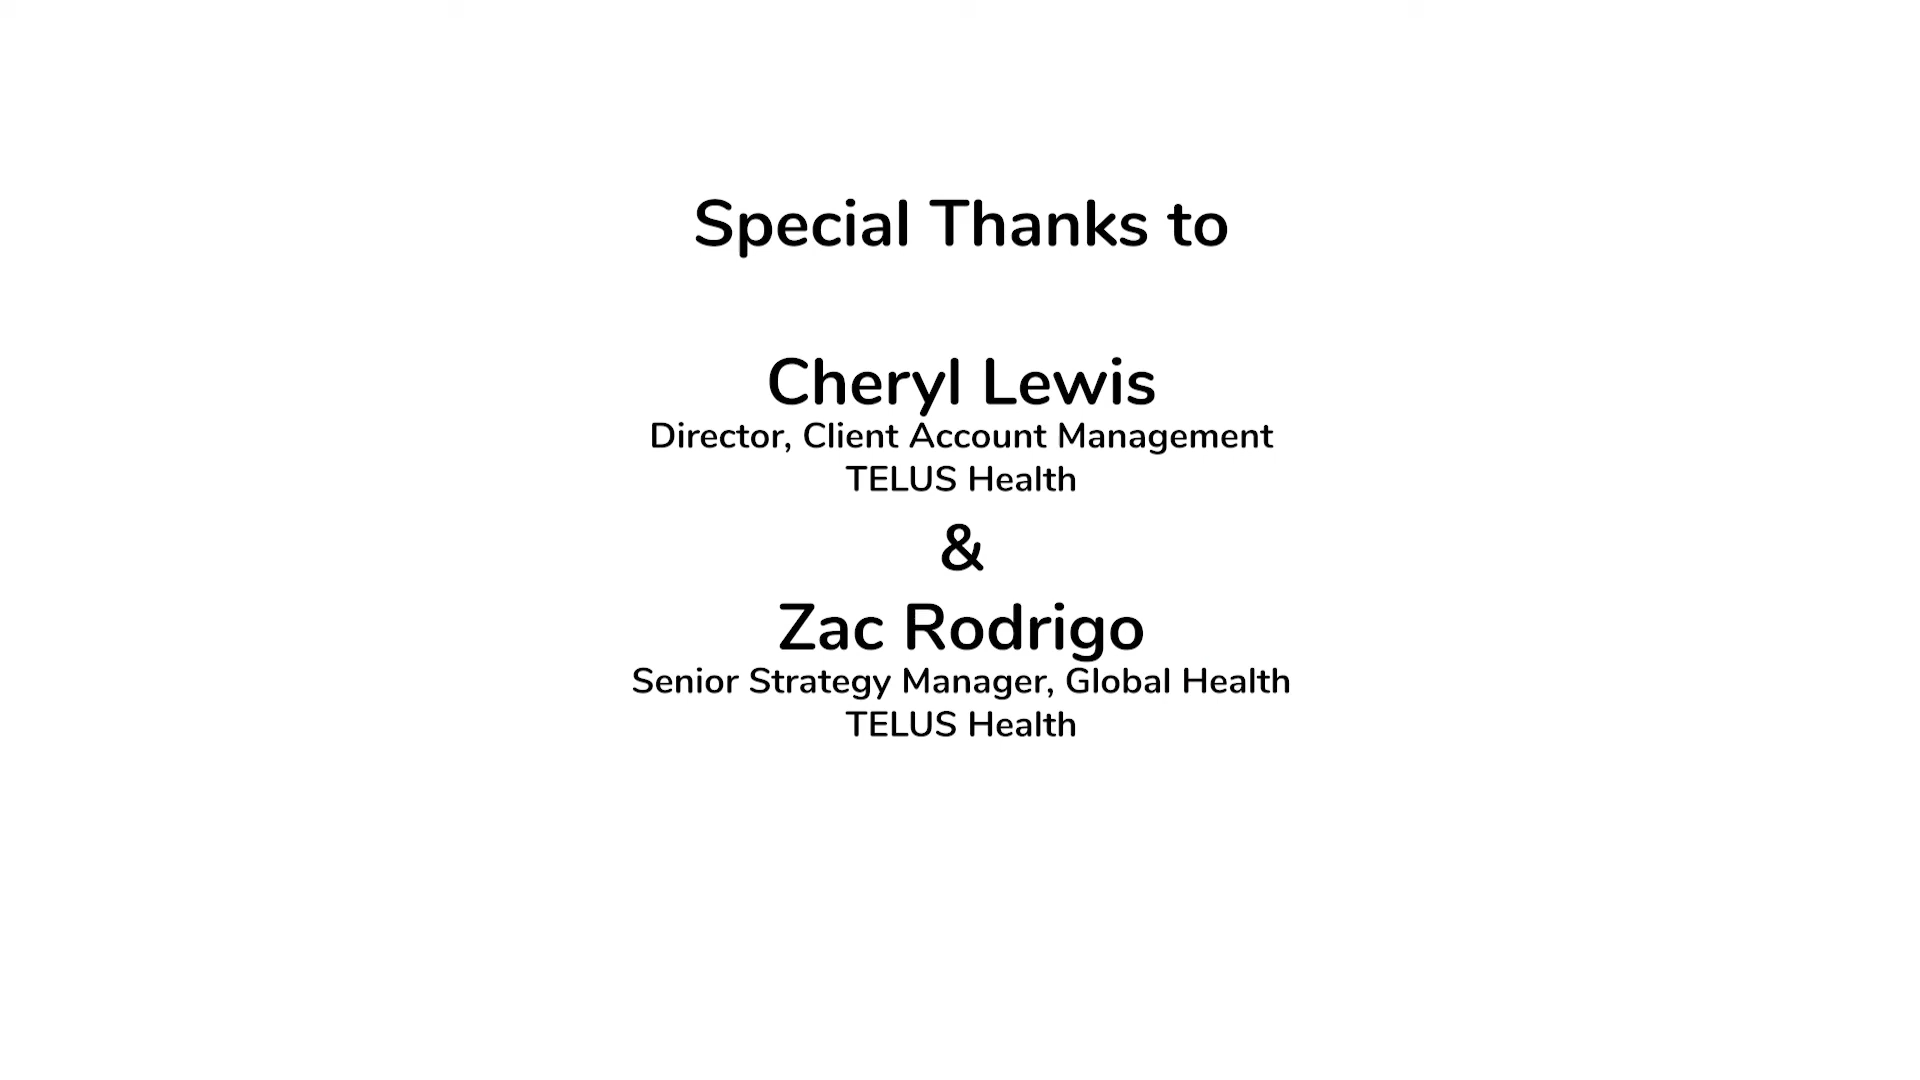 Special Thanks to
Cheryl Lewis
Director, Client Account Management
TELUS Health
&
Zac Rodrigo
Senior Strategy Manager, Global Health
TELUS Health